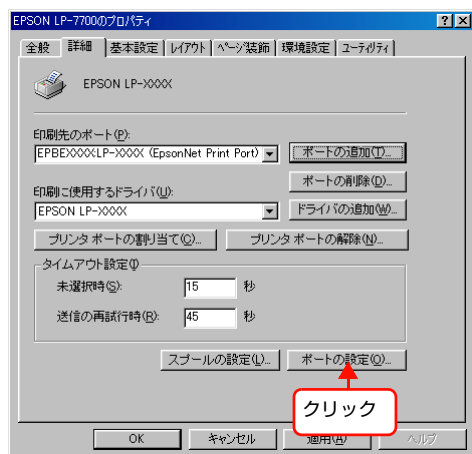 EPSON LP-7700のプロパティ
全般 詳細 基本設定 レイアウト ページ装飾 環境設定 ユーティリティ
EPSON LP-XXXX
印刷先のポート(P):
EPBEXXXX:LP-XXXX (EpsonNet Print Port) ポートの追加(T)...
ポートの削除(D)...
印刷に使用するドライバ(U):
EPSON LP-XXXX ドライバの追加(W)...
プリンタ ポートの割り当て(C)... プリンタ ポートの解除(N)...
タイムアウト設定(I)
未選択時(S): 15 秒
送信の再試行時(R): 45 秒
スプールの設定(L)... ポートの設定(O)...
クリック
OK キャンセル 適用(A) ヘルプ